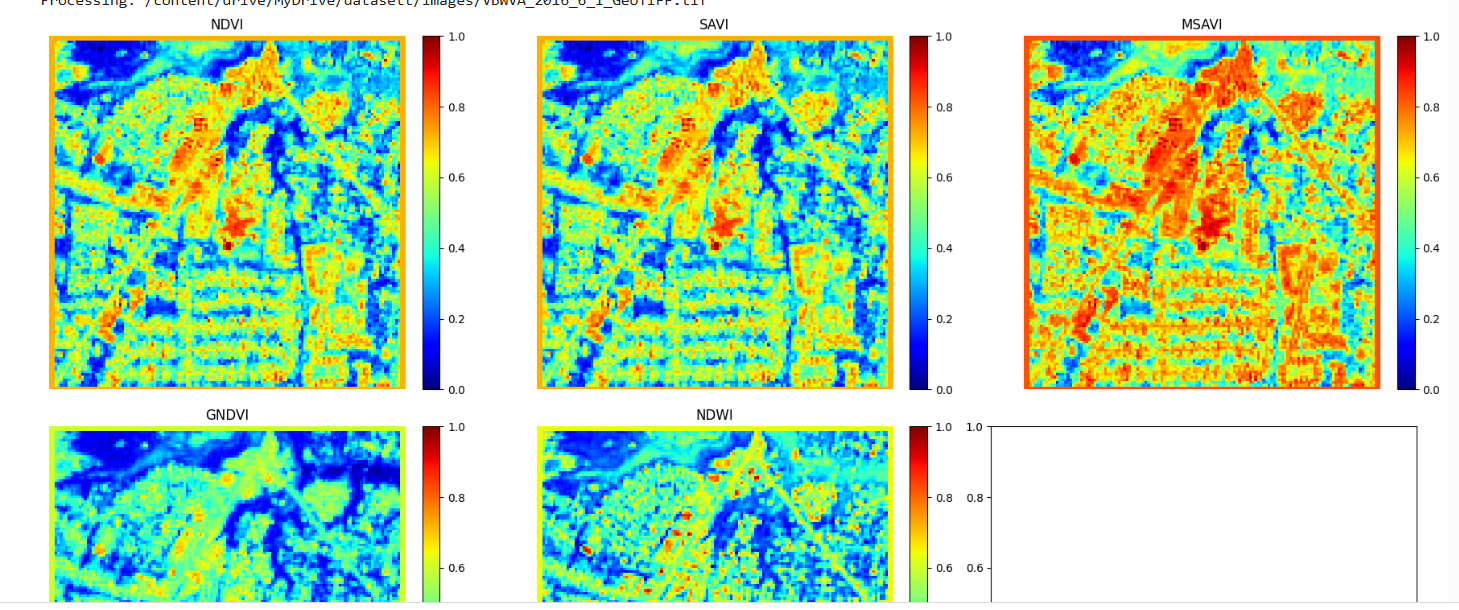 Processing: /content/drive/MyDrive/dataset1/images/VBWVA_2016_6_1_GeoTIFF.tif
NDVI
SAVI
MSAVI
1.0 1.0 1.0
0.8 0.8 0.8
0.6 0.6 0.6
0.4 0.4 0.4
0.2 0.2 0.2
0.0 0.0 0.0
GNDVI
NDWI
1.0 1.0 1.0
0.8 0.8 0.8
0.6 0.6 0.6